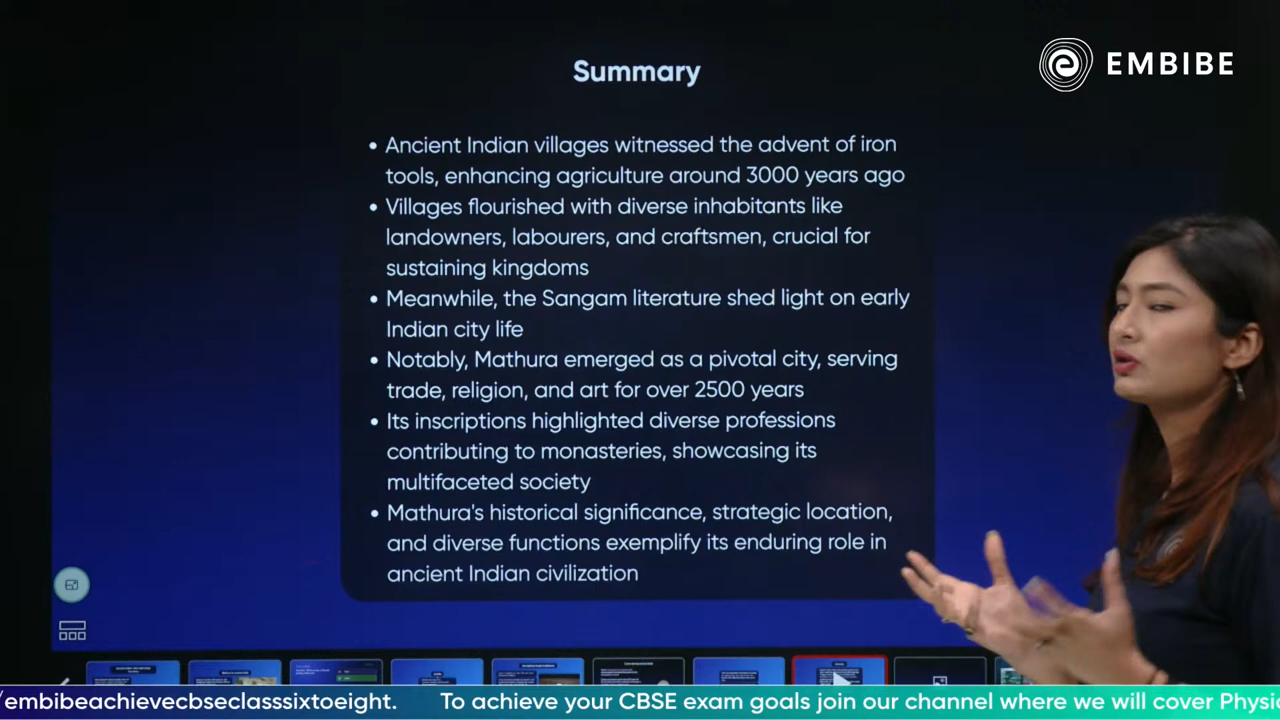 Summary
EMBIBE
• Ancient Indian villages witnessed the advent of iron
tools, enhancing agriculture around 3000 years ago
• Villages flourished with diverse inhabitants like
landowners, labourers, and craftsmen, crucial for
sustaining kingdoms
• Meanwhile, the Sangam literature shed light on early
Indian city life
• Notably, Mathura emerged as a pivotal city, serving
trade, religion, and art for over 2500 years
• Its inscriptions highlighted diverse professions
contributing to monasteries, showcasing its
multifaceted society
• Mathura's historical significance, strategic location,
and diverse functions exemplify its enduring role in
ancient Indian civilization
/embibeachievecbseclasssixtoeight. To achieve your CBSE exam goals join our channel where we will cover Physi